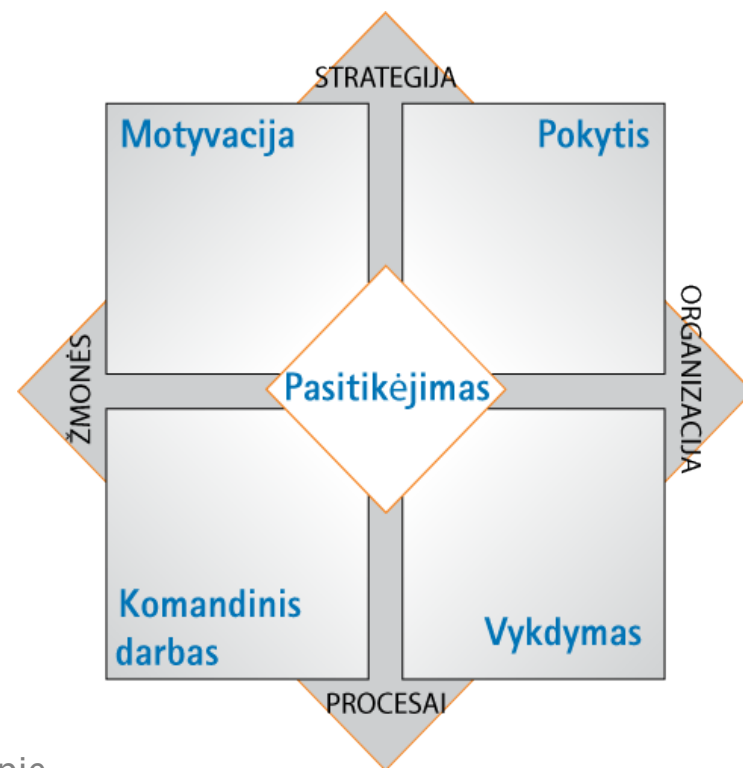 STRATEGIJA
Motyvacija
Pokytis
ŽMONĖS
Pasitikėjimas
ORGANIZACIJA
Komandinis
darbas
Vykdymas
PROCESAI